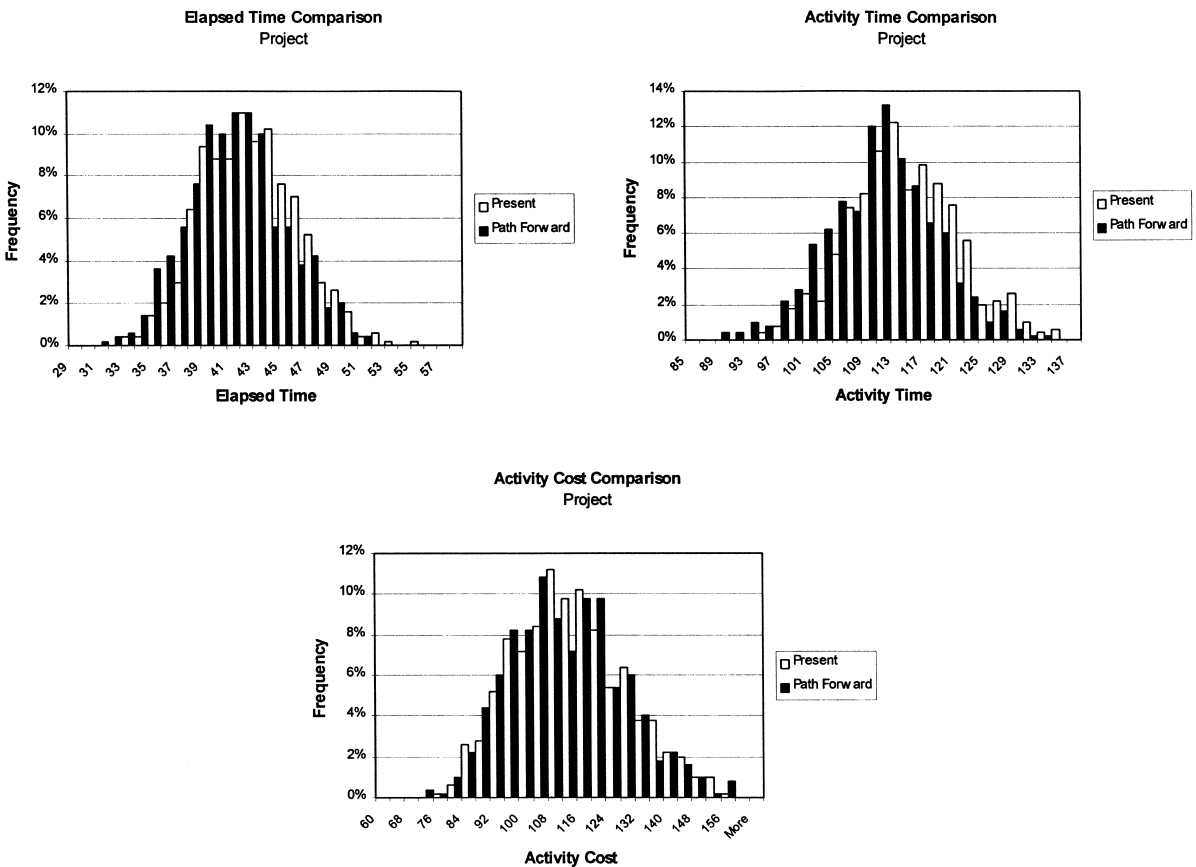 Elapsed Time Comparison
Project
12%
10%
8%
6%
4%
2%
0%
Frequency
29 31 33 35 37 39 41 43 45 47 49 51 53 55 57
Elapsed Time
Present
Path Forward
Activity Time Comparison
Project
14%
12%
10%
8%
6%
4%
2%
0%
Frequency
85 89 93 97 101 105 109 113 117 121 125 129 133 137
Activity Time
Present
Path Forward
Activity Cost Comparison
Project
12%
10%
8%
6%
4%
2%
0%
Frequency
60 68 76 84 92 100 108 116 124 132 140 148 156 More
Activity Cost
Present
Path Forward